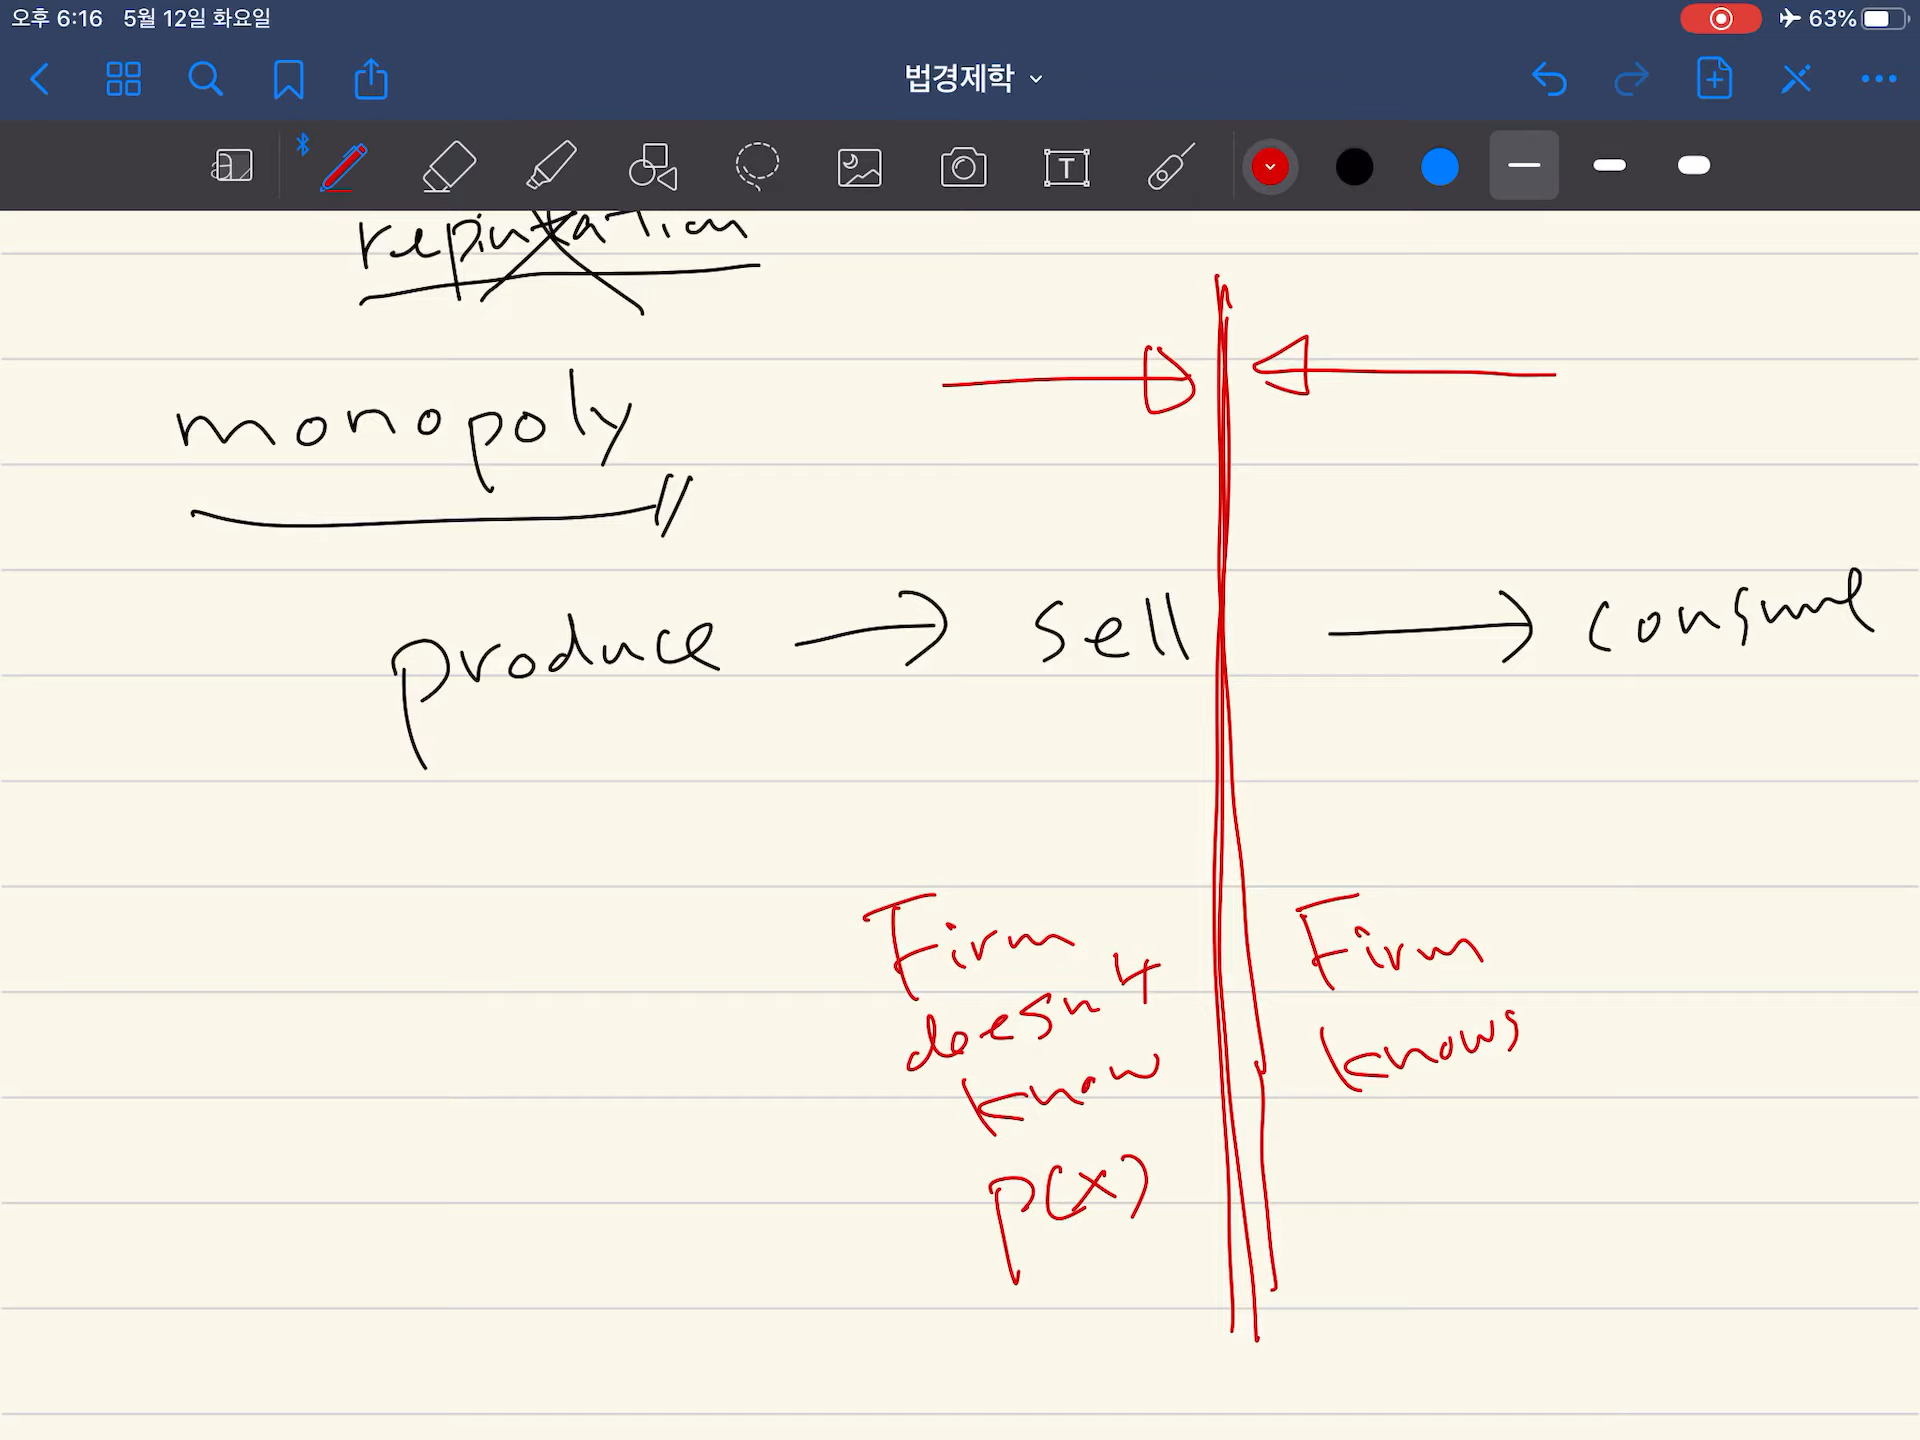 오후 6:16 5월 12일 화요일
63%
법경제학
T
reputation
monopoly
produce → sell → consume
Firm
doesn't
know
p(x)
Firm
knows